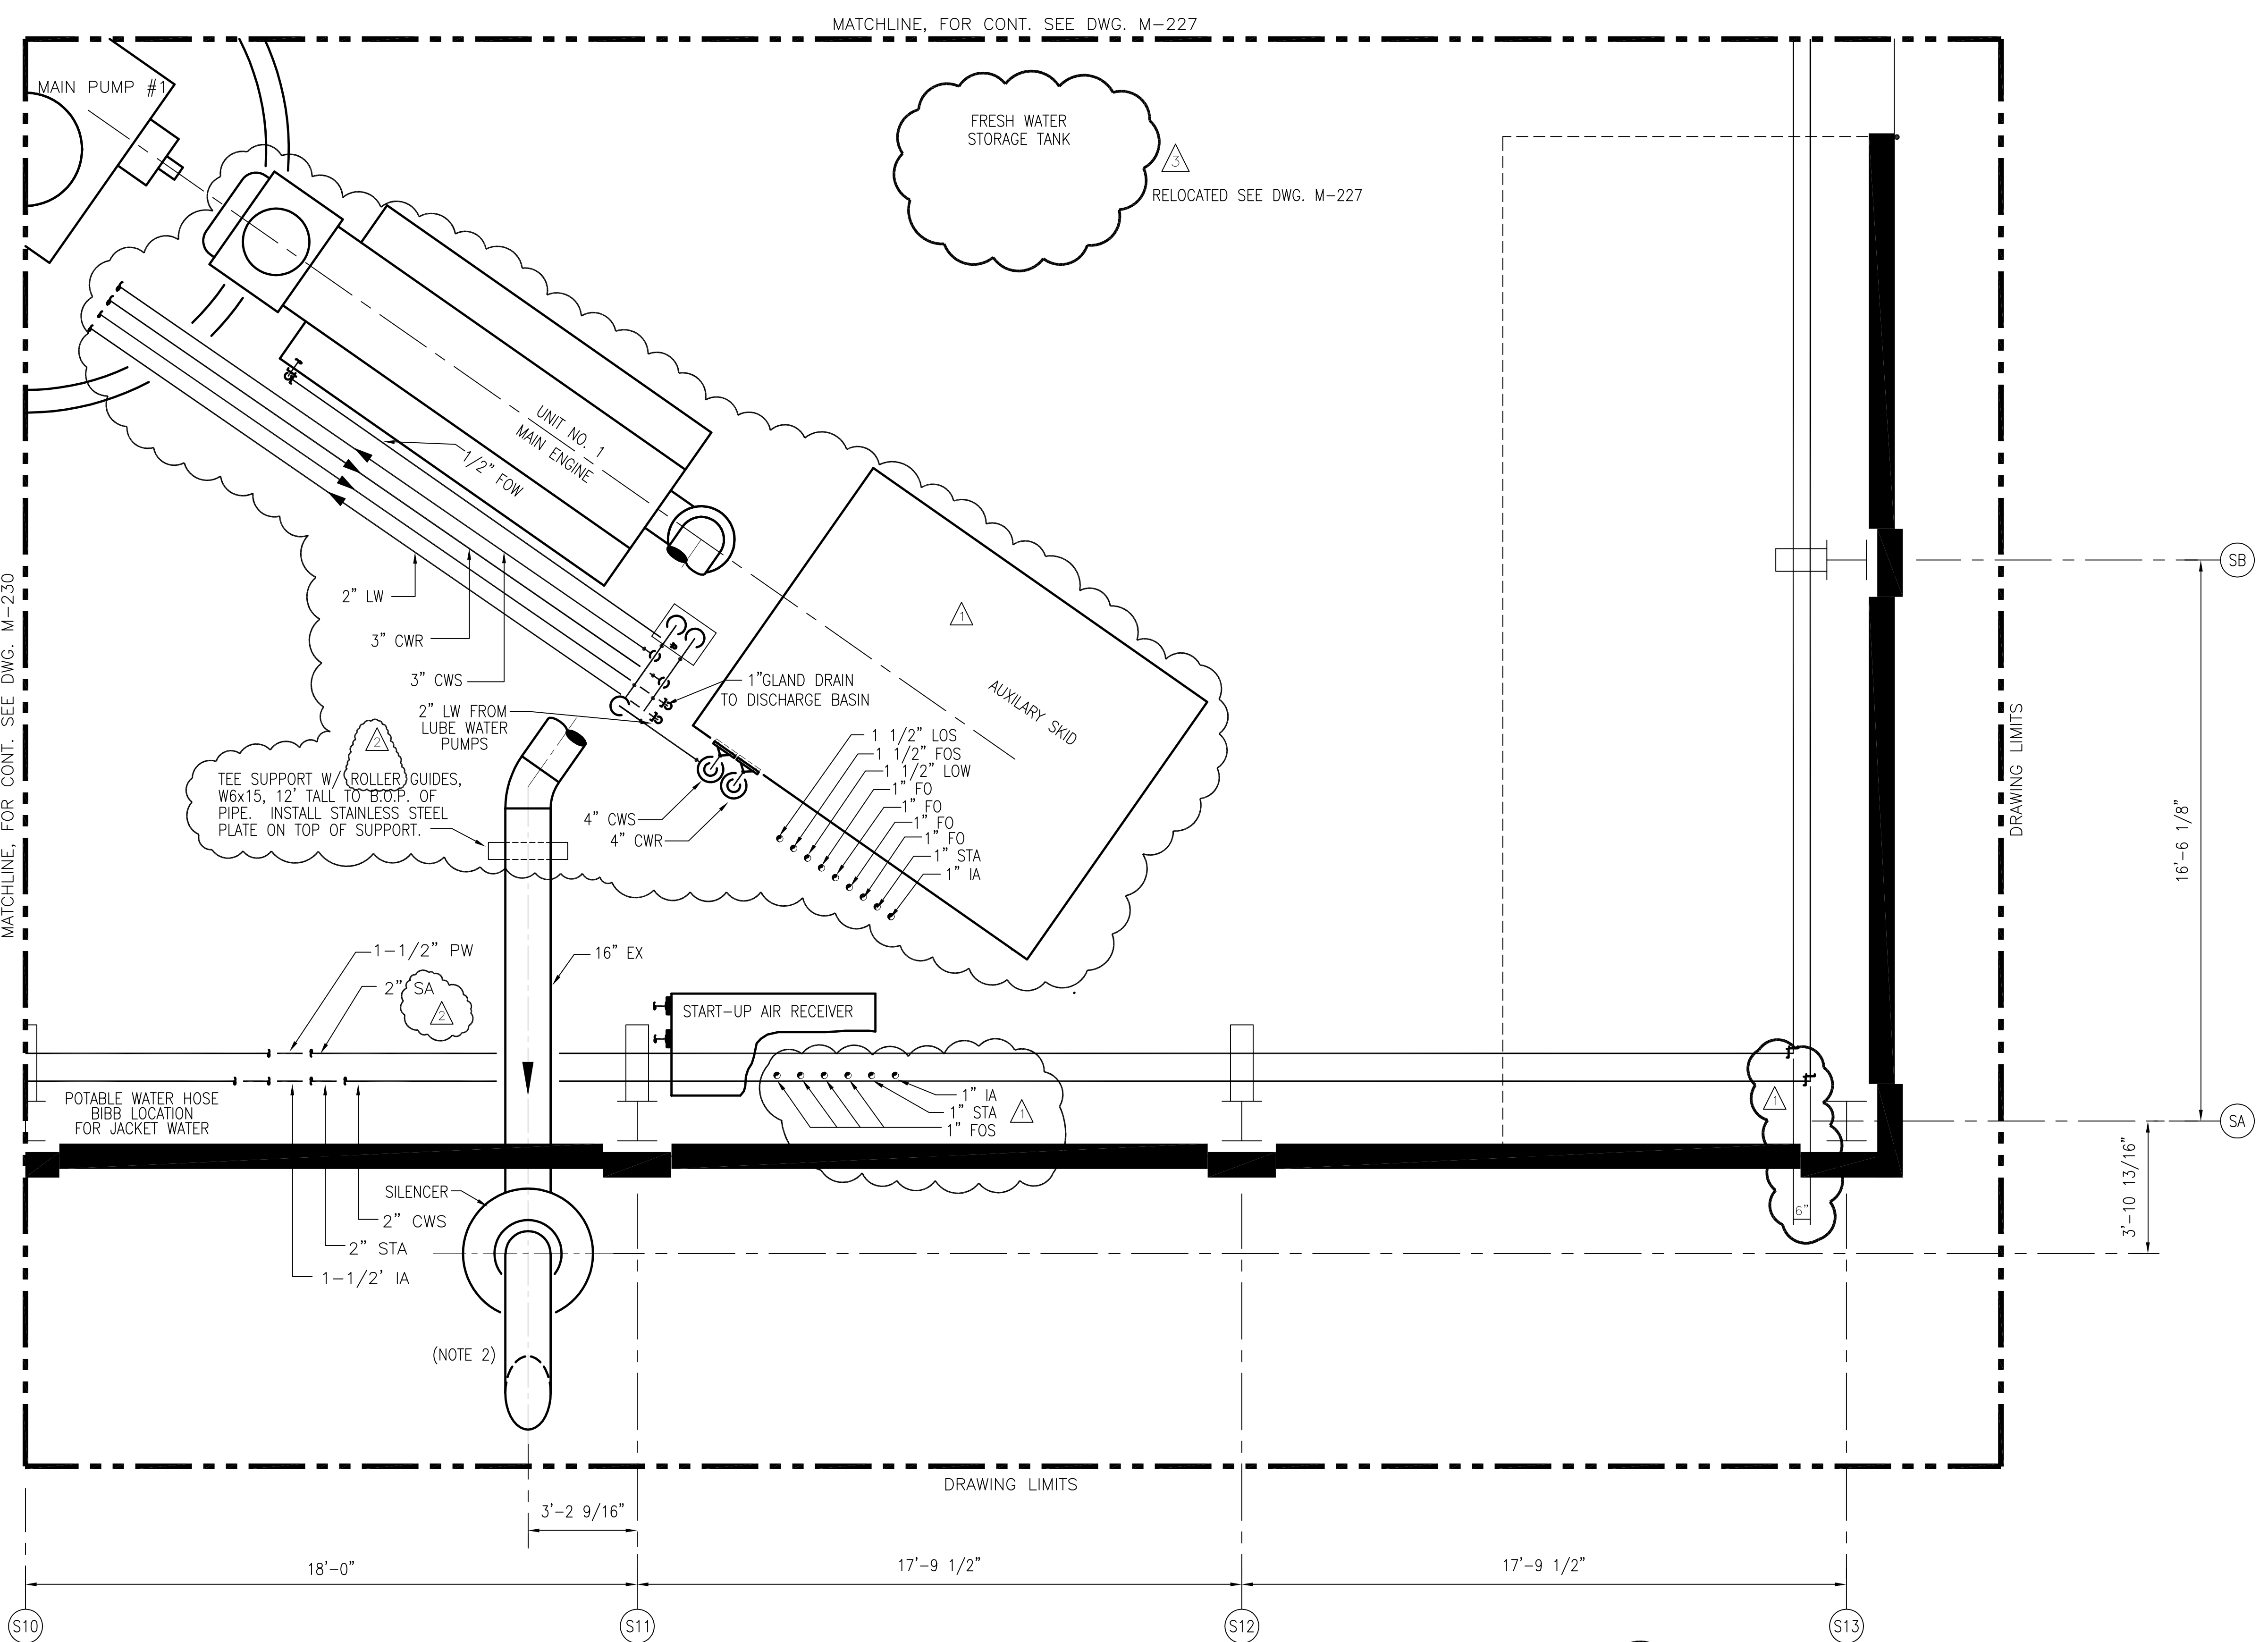 MATCHLINE, FOR CONT. SEE DWG. M-227
MAIN PUMP #1
FRESH WATER
STORAGE TANK
3
RELOCATED SEE DWG. M-227
UNIT NO. 1
MAIN ENGINE
1/2" FOW
SB
MATCHLINE, FOR CONT. SEE DWG. M-230
2" LW
3" CWR
3" CWS
1
1"GLAND DRAIN
TO DISCHARGE BASIN
AUXILARY SKID
2" LW FROM
LUBE WATER
PUMPS
2
TEE SUPPORT W/ ROLLER GUIDES,
W6x15, 12' TALL TO B.O.P. OF
PIPE. INSTALL STAINLESS STEEL
PLATE ON TOP OF SUPPORT.
1 1/2" LOS
1 1/2" FOS
1 1/2" LOW
1" FO
1" FO
1" FO
1" FO
1" STA
1" IA
4" CWS
4" CWR
DRAWING LIMITS
16'-6 1/8"
1-1/2" PW
2" SA
2
16" EX
START-UP AIR RECEIVER
POTABLE WATER HOSE
BIBB LOCATION
FOR JACKET WATER
1" IA
1" STA
1" FOS
1
1
SA
3'-10 13/16"
6"
SILENCER
2" CWS
2" STA
1-1/2' IA
(NOTE 2)
DRAWING LIMITS
3'-2 9/16"
18'-0"
17'-9 1/2"
17'-9 1/2"
S10
S11
S12
S13